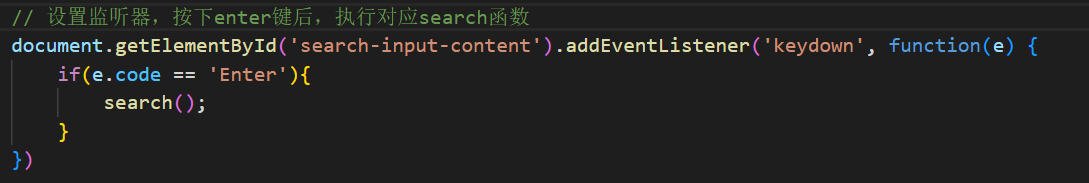 // 设置监听器，按下enter键后，执行对应search函数
document.getElementById('search-input-content').addEventListener('keydown', function(e) {
    if(e.code == 'Enter'){
        search();
    }
})